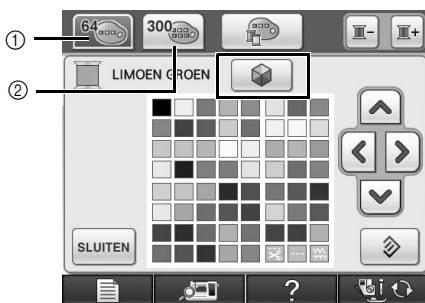 ① 64 300
②
LIMOEN GROEN
SLUITEN
?